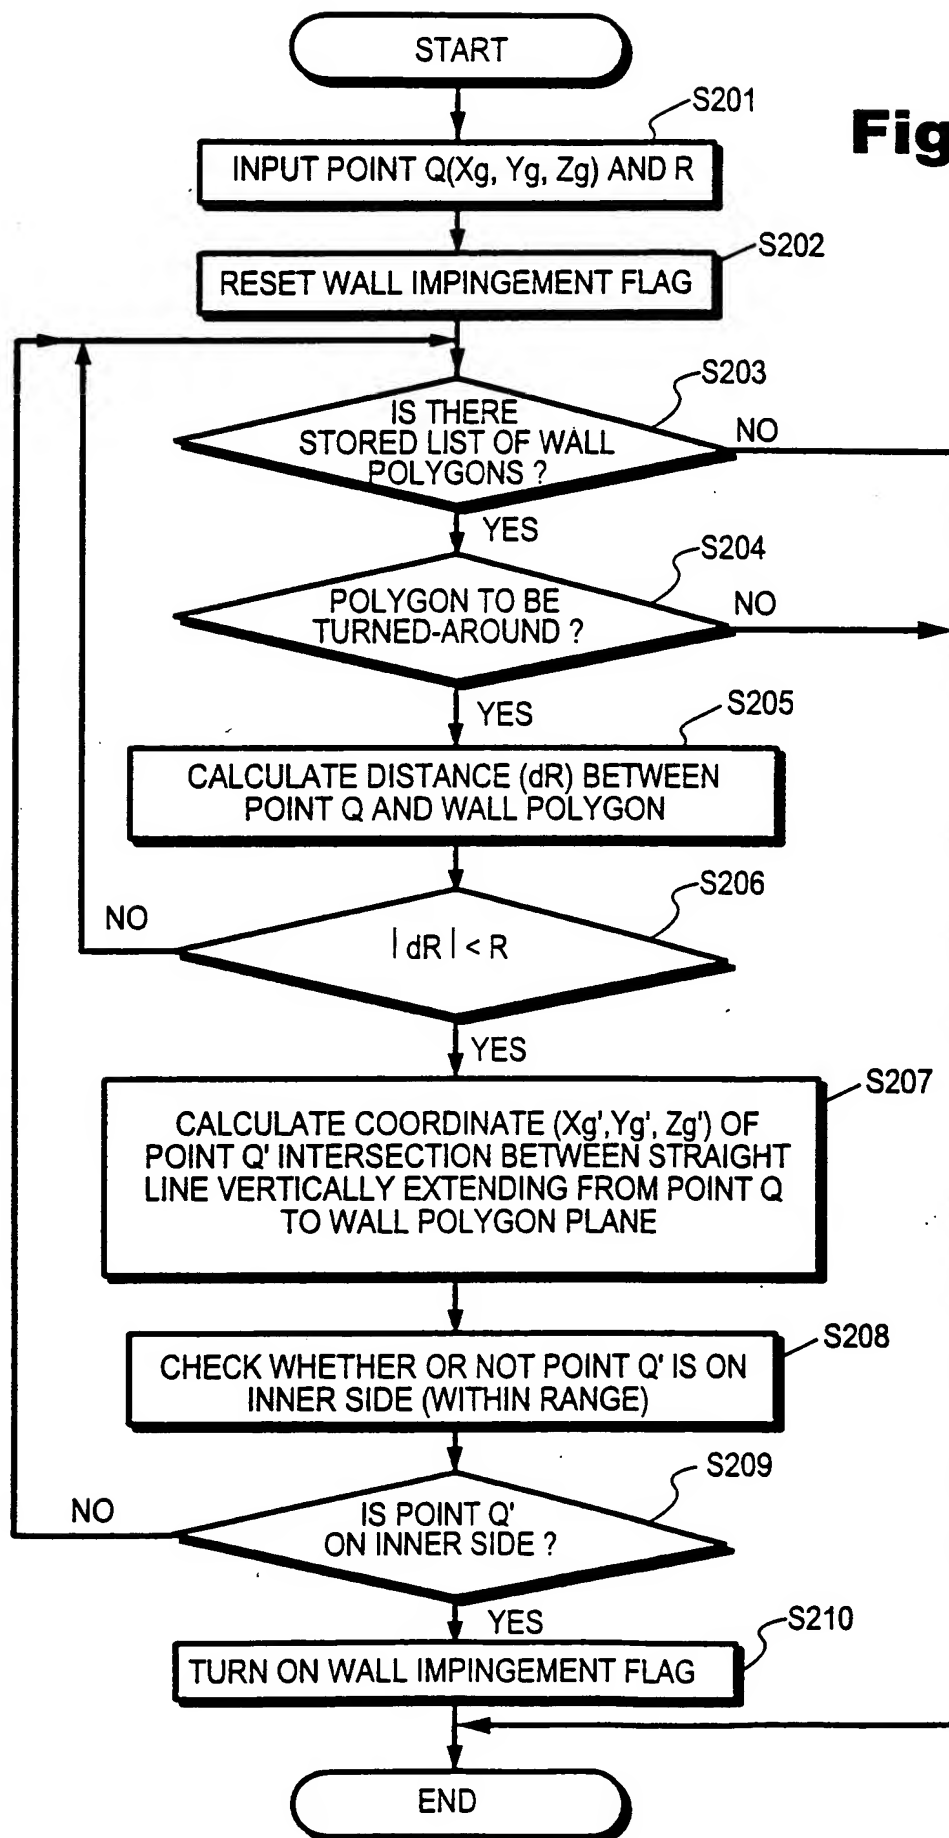 START
S201
Fig
INPUT POINT Q(Xg, Yg, Zg) AND R
S202
RESET WALL IMPINGEMENT FLAG
S203
IS THERE
STORED LIST OF WALL
POLYGONS ?
NO
YES
S204
POLYGON TO BE
TURNED-AROUND ?
NO
YES
S205
CALCULATE DISTANCE (dR) BETWEEN
POINT Q AND WALL POLYGON
S206
NO
| dR | < R
YES
S207
CALCULATE COORDINATE (Xg',Yg', Zg') OF
POINT Q' INTERSECTION BETWEEN STRAIGHT
LINE VERTICALLY EXTENDING FROM POINT Q
TO WALL POLYGON PLANE
S208
CHECK WHETHER OR NOT POINT Q' IS ON
INNER SIDE (WITHIN RANGE)
S209
NO
IS POINT Q'
ON INNER SIDE ?
YES
S210
TURN ON WALL IMPINGEMENT FLAG
END